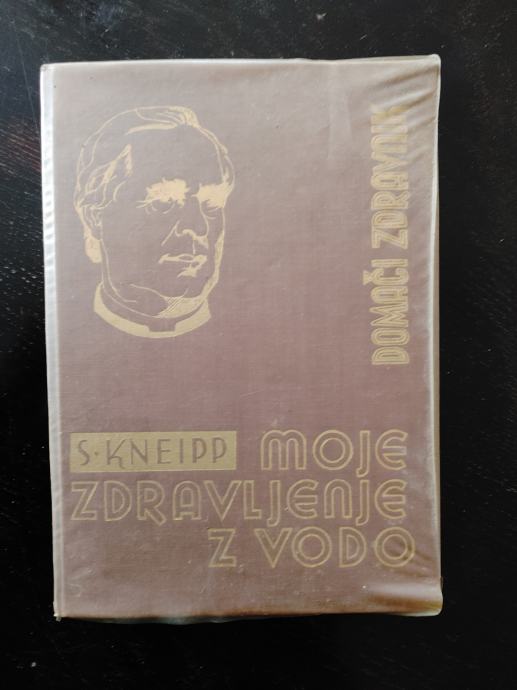 DOMAČI ZDRAVNIK
S. KNEIPP
MOJE
ZDRAVLJENJE
Z VODO